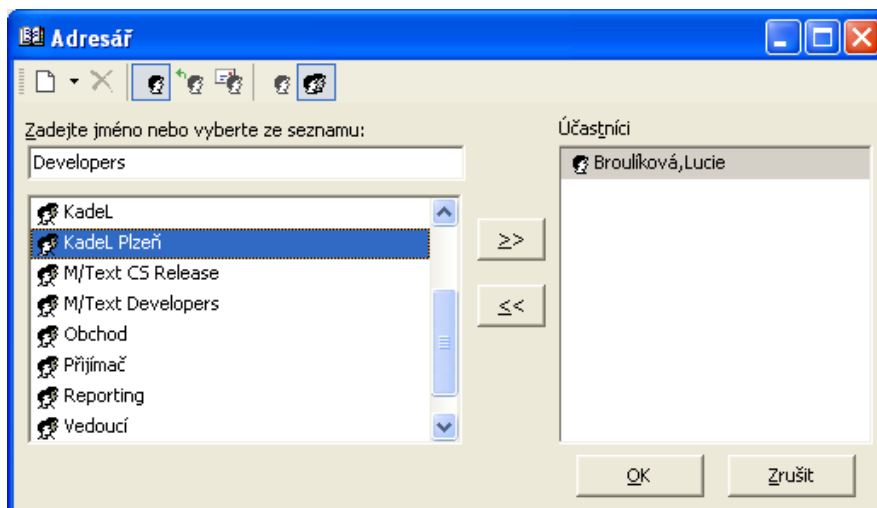 Adresář
Zadejte jméno nebo vyberte ze seznamu:
Developers
KadeL
KadeL Plzeň
M/Text CS Release
M/Text Developers
Obchod
Přijímač
Reporting
Vedoucí
>>
<<
Účastníci
Broulíková,Lucie
OK
Zrušit